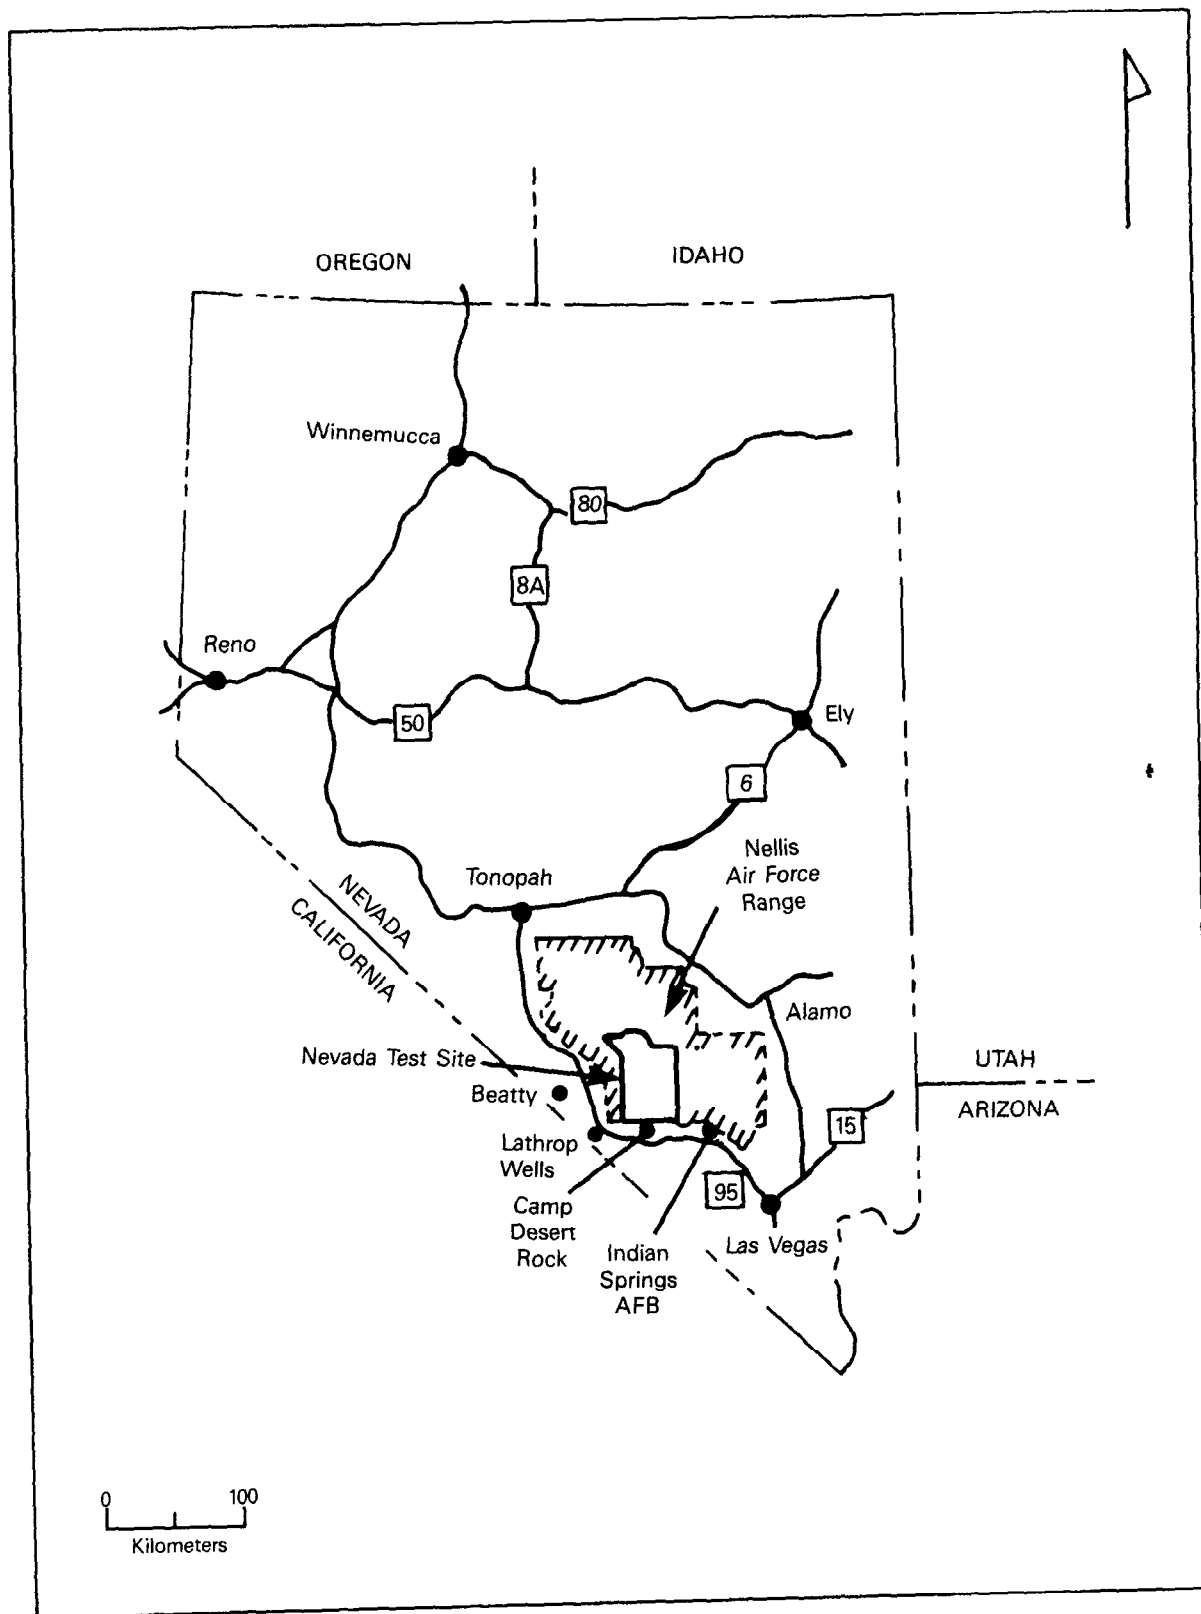 OREGON
IDAHO
Winnemucca
80
8A
Reno
50
Ely
6
Nellis
Air Force
Range
Tonopah
NEVADA
CALIFORNIA
Alamo
Nevada Test Site
Beatty
UTAH
ARIZONA
15
Lathrop
Wells
95
Camp
Desert
Rock
Las Vegas
Indian
Springs
AFB
0 100
Kilometers